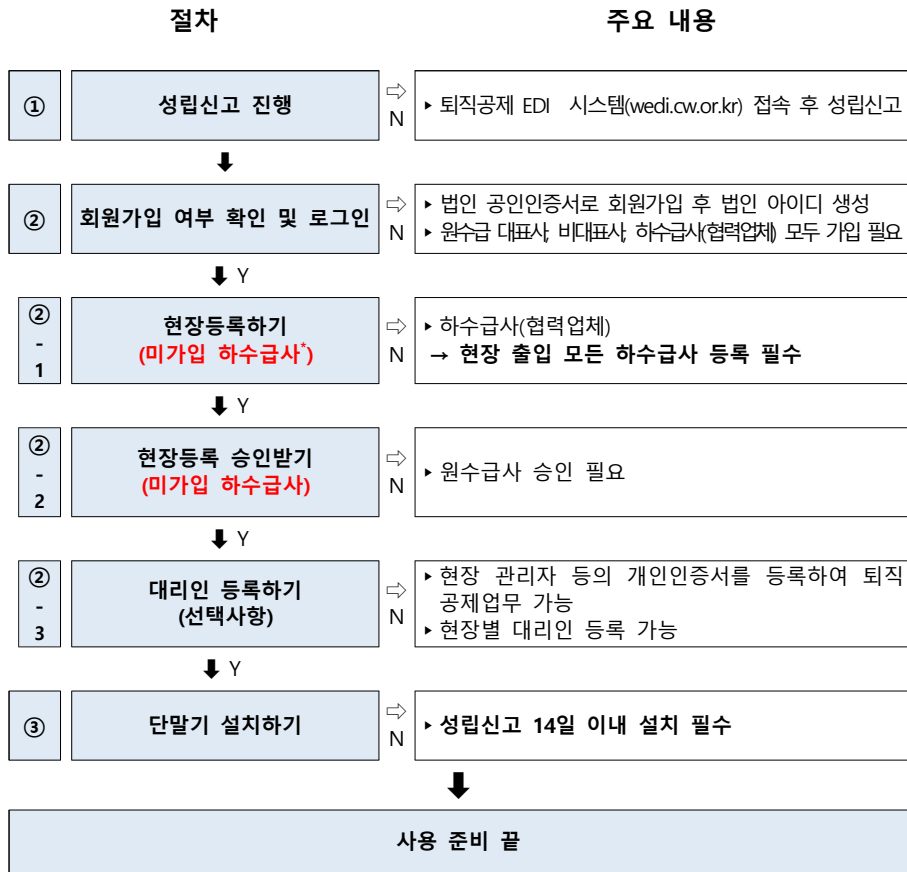 절차 주요 내용
① 성립신고 진행 ⇨ N ▸ 퇴직공제 EDI 시스템(wedi.cw.or.kr) 접속 후 성립신고
② 회원가입 여부 확인 및 로그인 ⇨ N ▸ 법인 공인인증서로 회원가입 후 법인 아이디 생성
▸ 원수급 대표사, 비대표사, 하수급사(협력업체) 모두 가입 필요
Y
②-1 현장등록하기 ⇨ N ▸ 하수급사(협력업체)
(미가입 하수급사*) → 현장 출입 모든 하수급사 등록 필수
Y
②-2 현장등록 승인받기 ⇨ N ▸ 원수급사 승인 필요
(미가입 하수급사)
Y
②-3 대리인 등록하기 ⇨ N ▸ 현장 관리자 등의 개인인증서를 등록하여 퇴직
(선택사항) 공제업무 가능
▸ 현장별 대리인 등록 가능
Y
③ 단말기 설치하기 ⇨ N ▸ 성립신고 14일 이내 설치 필수
사용 준비 끝